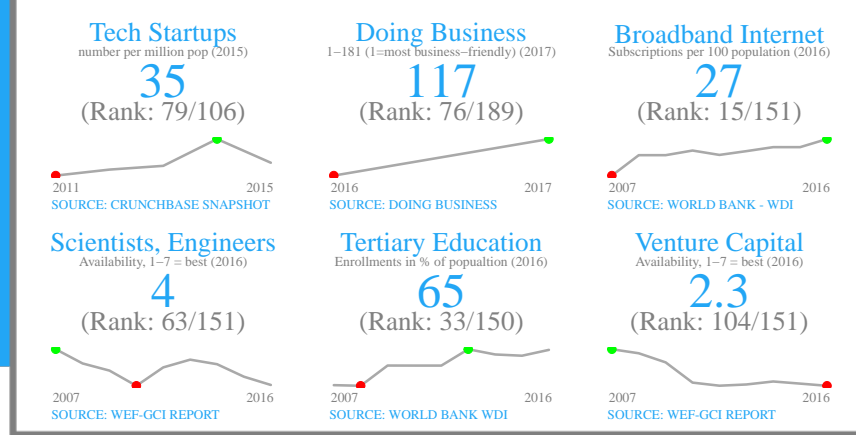 Tech Startups
number per million pop (2015)
35
(Rank: 79/106)
2011 2015
SOURCE: CRUNCHBASE SNAPSHOT
Doing Business
1−181 (1=most business−friendly) (2017)
117
(Rank: 76/189)
2016 2017
SOURCE: DOING BUSINESS
Broadband Internet
Subscriptions per 100 population (2016)
27
(Rank: 15/151)
2007 2016
SOURCE: WORLD BANK - WDI
Scientists, Engineers
Availability, 1−7 = best (2016)
4
(Rank: 63/151)
2007 2016
SOURCE: WEF-GCI REPORT
Tertiary Education
Enrollments in % of popualtion (2016)
65
(Rank: 33/150)
2007 2016
SOURCE: WORLD BANK WDI
Venture Capital
Availability, 1−7 = best (2016)
2.3
(Rank: 104/151)
2007 2016
SOURCE: WEF-GCI REPORT